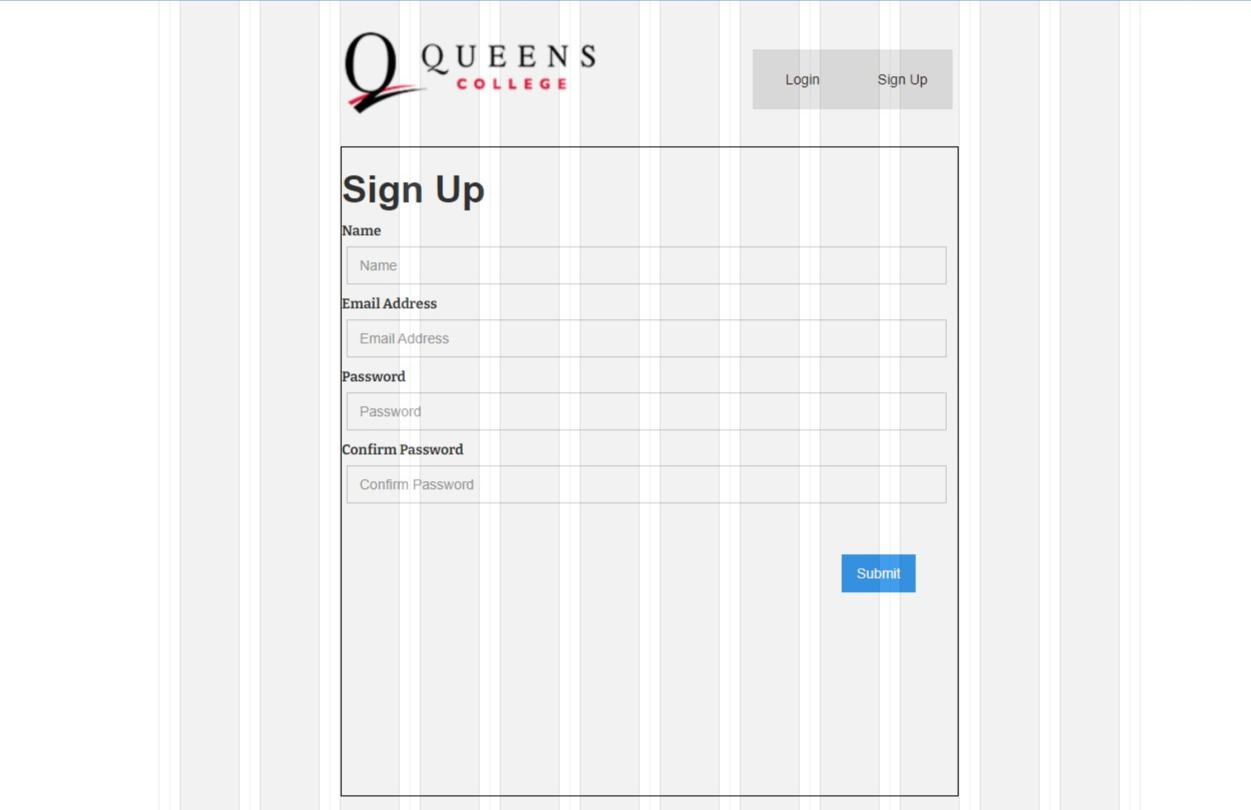 QUEENS
COLLEGE
Login Sign Up
Sign Up
Name
Name
Email Address
Email Address
Password
Password
Confirm Password
Confirm Password
Submit